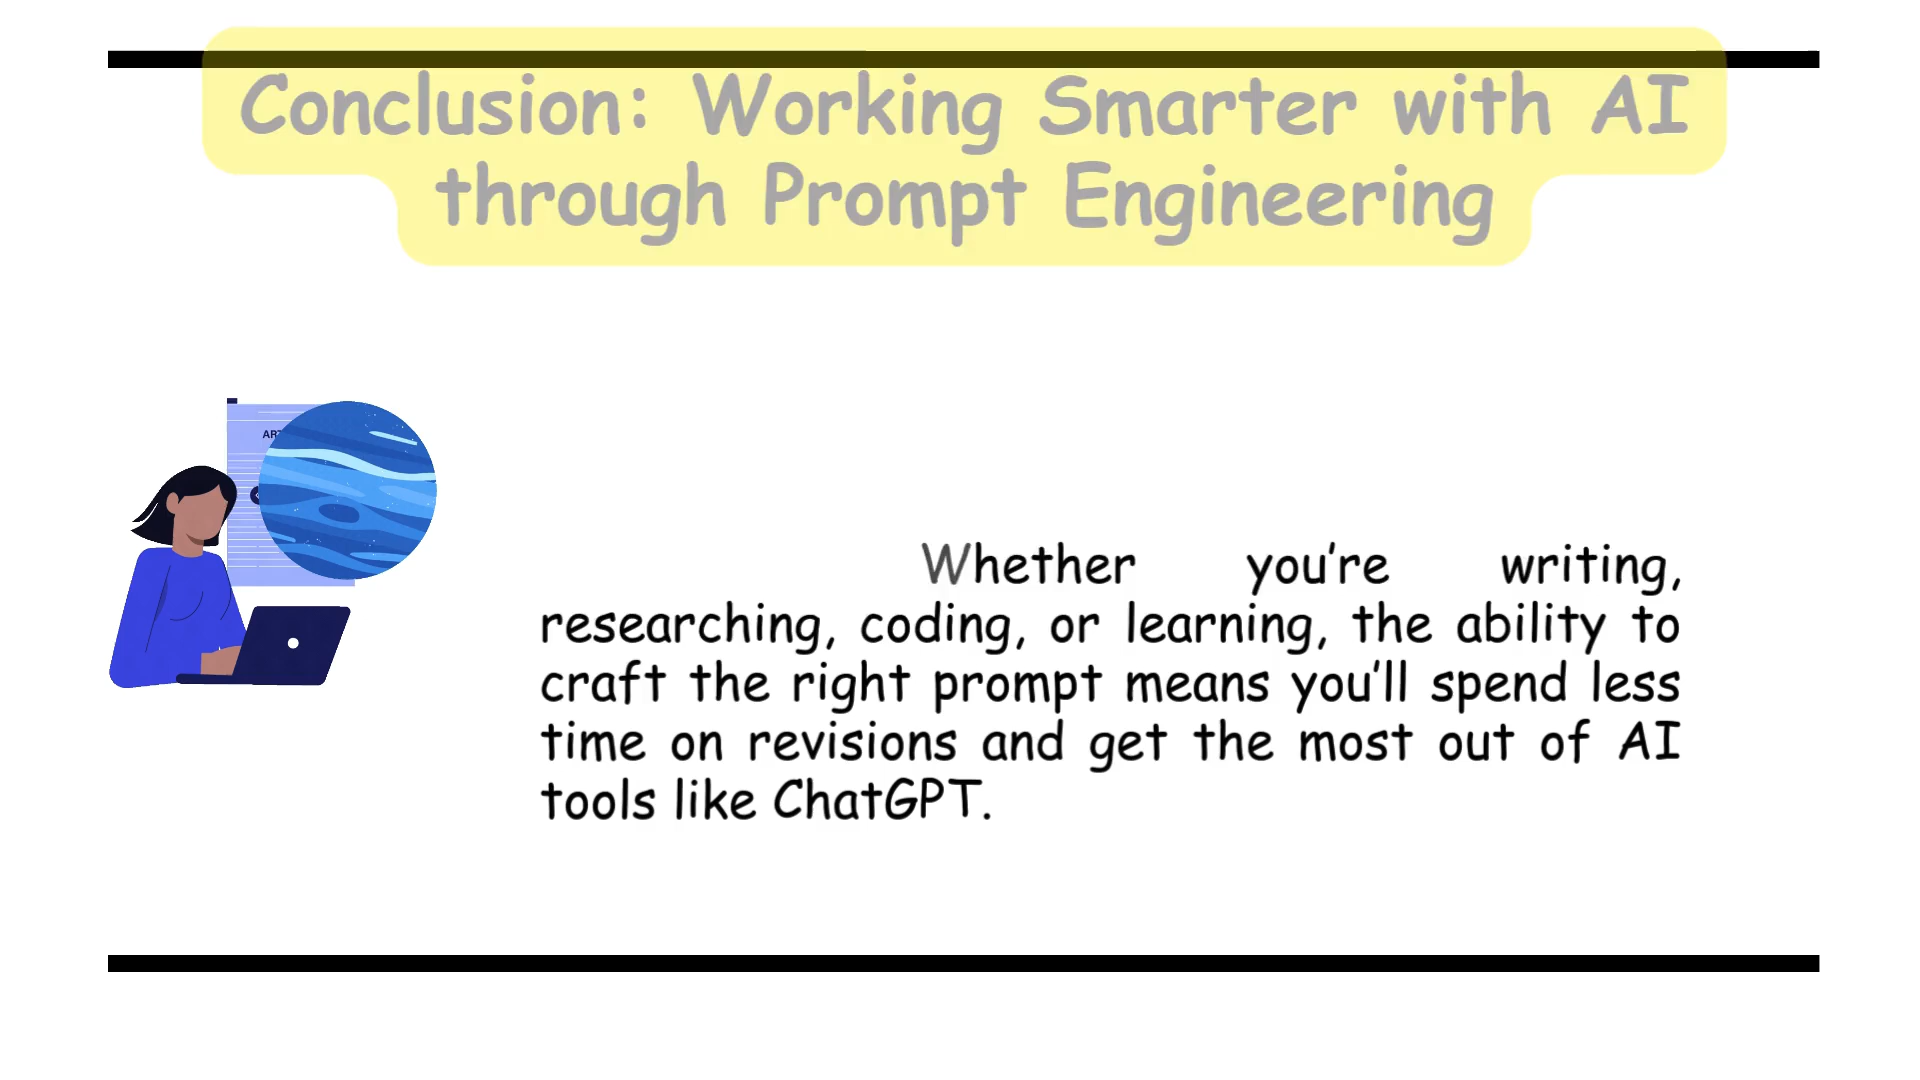 Conclusion: Working Smarter with AI
through Prompt Engineering
Whether you’re writing,
researching, coding, or learning, the ability to
craft the right prompt means you’ll spend less
time on revisions and get the most out of AI
tools like ChatGPT.